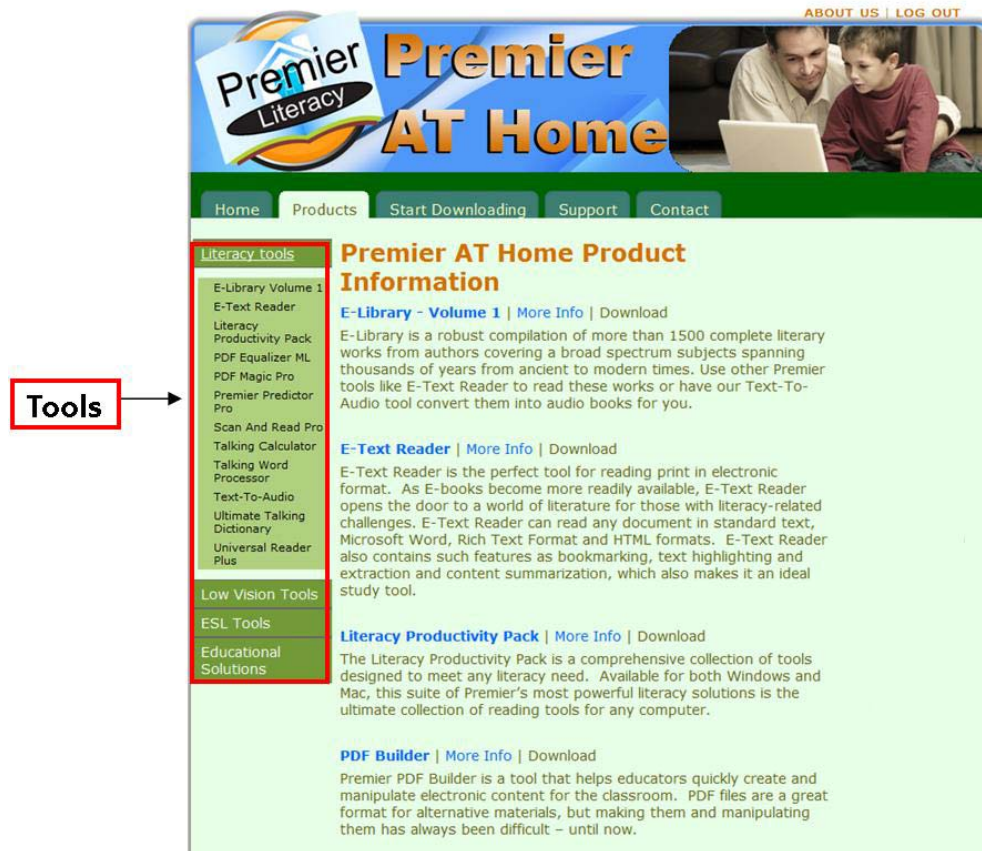 ABOUT US | LOG OUT
Premier
Literacy
Premier
AT Home
Home
Products
Start Downloading
Support
Contact
Tools
Literacy tools
E-Library Volume 1
E-Text Reader
Literacy
Productivity Pack
PDF Equalizer ML
PDF Magic Pro
Premier Predictor
Pro
Scan And Read Pro
Talking Calculator
Talking Word
Processor
Text-To-Audio
Ultimate Talking
Dictionary
Universal Reader
Plus
Low Vision Tools
ESL Tools
Educational
Solutions
Premier AT Home Product
Information
E-Library - Volume 1 | More Info | Download
E-Library is a robust compilation of more than 1500 complete literary
works from authors covering a broad spectrum subjects spanning
thousands of years from ancient to modern times. Use other Premier
tools like E-Text Reader to read these works or have our Text-To-
Audio tool convert them into audio books for you.
E-Text Reader | More Info | Download
E-Text Reader is the perfect tool for reading print in electronic
format. As E-books become more readily available, E-Text Reader
opens the door to a world of literature for those with literacy-related
challenges. E-Text Reader can read any document in standard text,
Microsoft Word, Rich Text Format and HTML formats. E-Text Reader
also contains such features as bookmarking, text highlighting and
extraction and content summarization, which also makes it an ideal
study tool.
Literacy Productivity Pack | More Info | Download
The Literacy Productivity Pack is a comprehensive collection of tools
designed to meet any literacy need. Available for both Windows and
Mac, this suite of Premier's most powerful literacy solutions is the
ultimate collection of reading tools for any computer.
PDF Builder | More Info | Download
Premier PDF Builder is a tool that helps educators quickly create and
manipulate electronic content for the classroom. PDF files are a great
format for alternative materials, but making them and manipulating
them has always been difficult – until now.